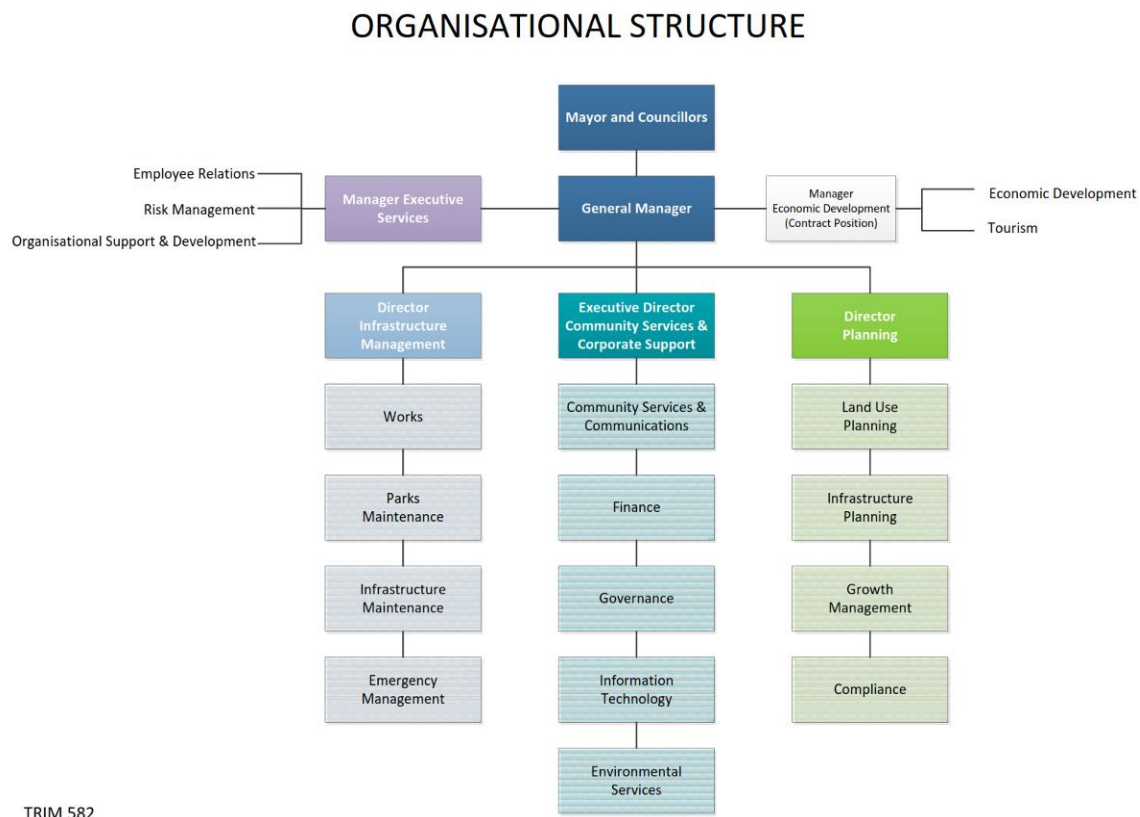 ORGANISATIONAL STRUCTURE
Mayor and Councillors
Employee Relations
Risk Management
Organisational Support & Development
Manager Executive
Services
General Manager
Manager
Economic Development
(Contract Position)
Economic Development
Tourism
Director
Infrastructure
Management
Executive Director
Community Services &
Corporate Support
Director
Planning
Works
Community Services &
Communications
Land Use
Planning
Parks
Maintenance
Finance
Infrastructure
Planning
Infrastructure
Maintenance
Governance
Growth
Management
Emergency
Management
Information
Technology
Compliance
Environmental
Services
TRIM 582